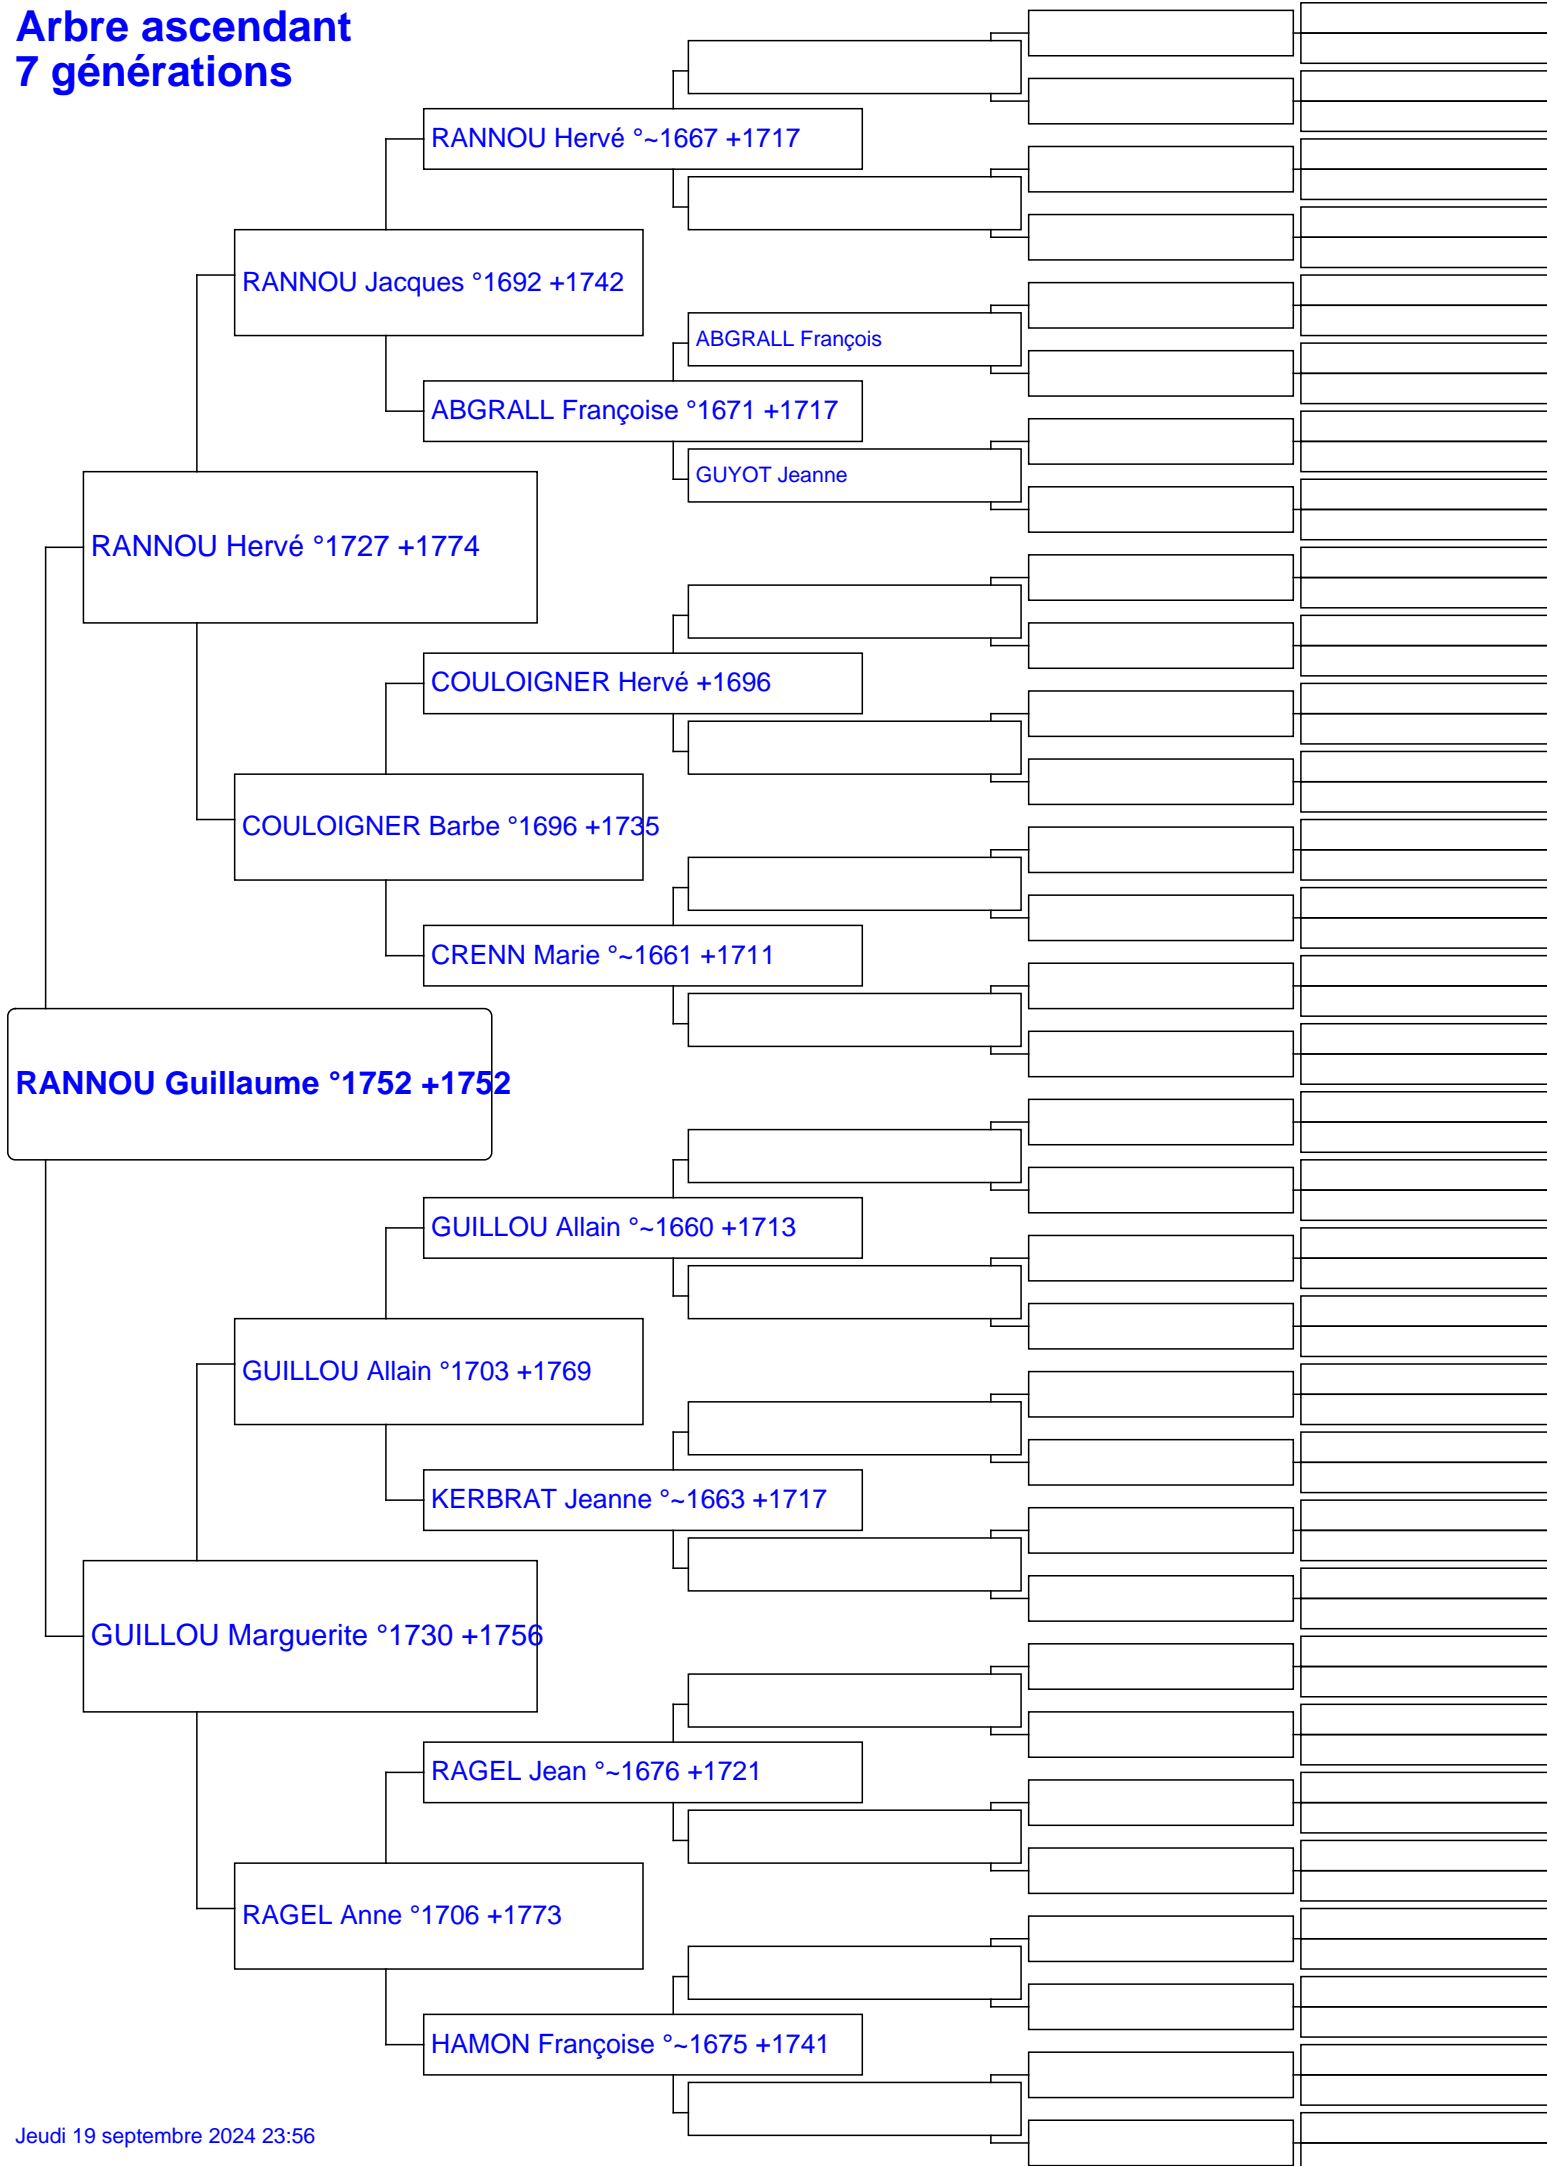 Arbre ascendant
7 générations
RANNOU Hervé °~1667 +1717
RANNOU Jacques °1692 +1742
ABGRALL François
ABGRALL Françoise °1671 +1717
GUYOT Jeanne
RANNOU Hervé °1727 +1774
COULOIGNER Hervé +1696
COULOIGNER Barbe °1696 +1735
CRENN Marie °~1661 +1711
RANNOU Guillaume °1752 +1752
GUILLOU Allain °~1660 +1713
GUILLOU Allain °1703 +1769
KERBRAT Jeanne °~1663 +1717
GUILLOU Marguerite °1730 +1756
RAGEL Jean °~1676 +1721
RAGEL Anne °1706 +1773
HAMON Françoise °~1675 +1741
Jeudi 19 septembre 2024 23:56